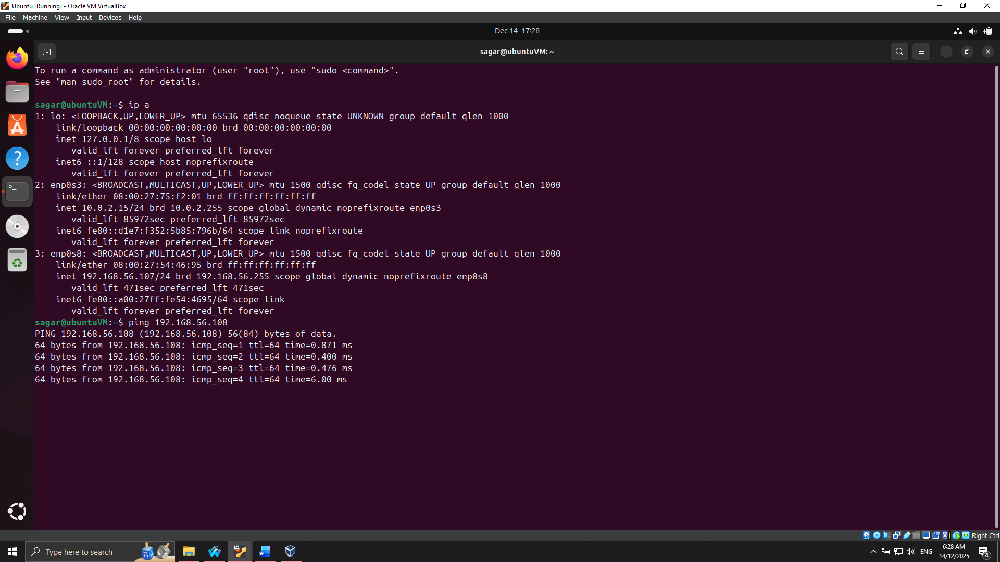 Ubuntu [Running] - Oracle VM VirtualBox
File Machine View Input Devices Help
Dec 14 17:28
sagar@ubuntuVM: ~
To run a command as administrator (user "root"), use "sudo <command>".
See "man sudo_root" for details.
sagar@ubuntuVM:~$ ip a
1: lo: <LOOPBACK,UP,LOWER_UP> mtu 65536 qdisc noqueue state UNKNOWN group default qlen 1000
link/loopback 00:00:00:00:00:00 brd 00:00:00:00:00:00
inet 127.0.0.1/8 scope host lo
valid_lft forever preferred_lft forever
inet6 ::1/128 scope host noprefixroute
valid_lft forever preferred_lft forever
2: enp0s3: <BROADCAST,MULTICAST,UP,LOWER_UP> mtu 1500 qdisc fq_codel state UP group default qlen 1000
link/ether 08:00:27:75:f2:01 brd ff:ff:ff:ff:ff:ff
inet 10.0.2.15/24 brd 10.0.2.255 scope global dynamic noprefixroute enp0s3
valid_lft 85972sec preferred_lft 85972sec
inet6 fe80::d1e7:f352:5b85:796b/64 scope link noprefixroute
valid_lft forever preferred_lft forever
3: enp0s8: <BROADCAST,MULTICAST,UP,LOWER_UP> mtu 1500 qdisc fq_codel state UP group default qlen 1000
link/ether 08:00:27:54:46:95 brd ff:ff:ff:ff:ff:ff
inet 192.168.56.107/24 brd 192.168.56.255 scope global dynamic noprefixroute enp0s8
valid_lft 471sec preferred_lft 471sec
inet6 fe80::a00:27ff:fe54:4695/64 scope link
valid_lft forever preferred_lft forever
sagar@ubuntuVM:~$ ping 192.168.56.108
PING 192.168.56.108 (192.168.56.108) 56(84) bytes of data.
64 bytes from 192.168.56.108: icmp_seq=1 ttl=64 time=0.871 ms
64 bytes from 192.168.56.108: icmp_seq=2 ttl=64 time=0.400 ms
64 bytes from 192.168.56.108: icmp_seq=3 ttl=64 time=0.476 ms
64 bytes from 192.168.56.108: icmp_seq=4 ttl=64 time=6.00 ms
Right Ctrl
Type here to search
ENG
6:28 AM
14/12/2025
4